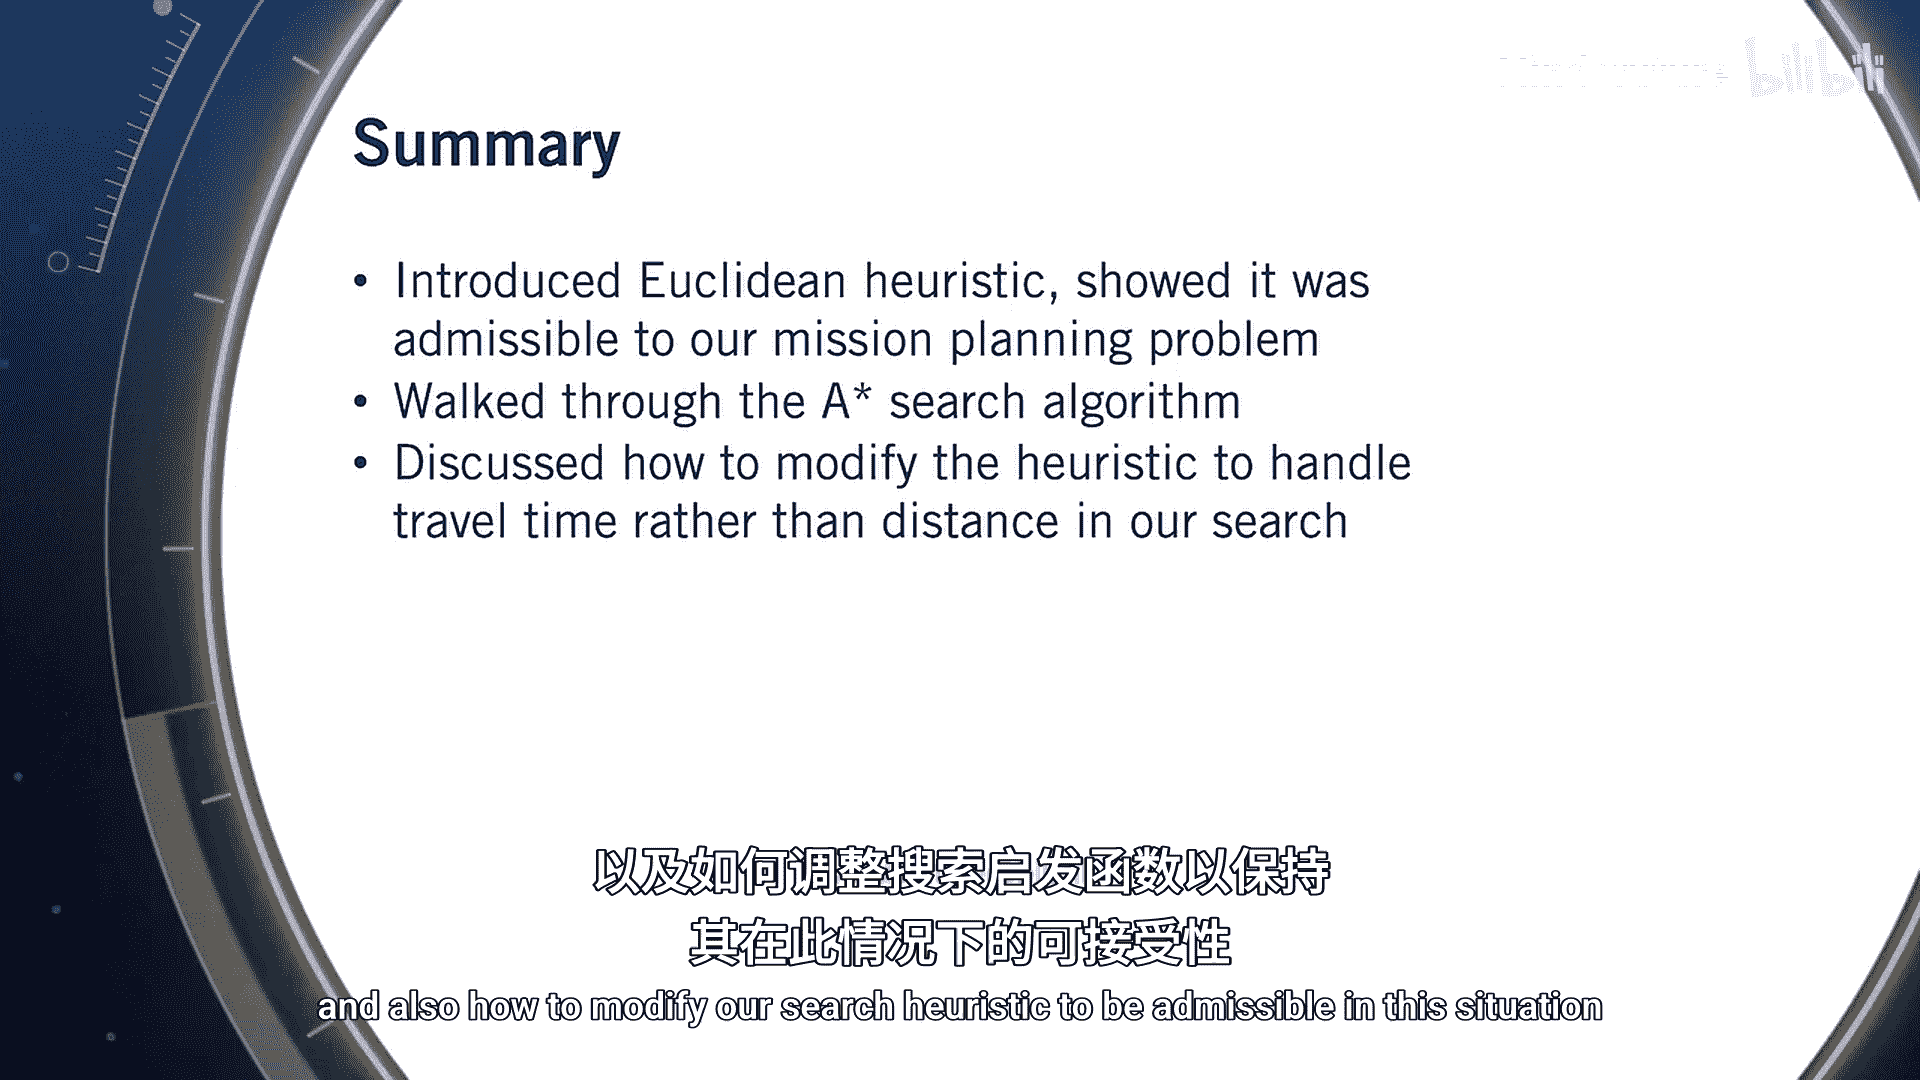 bilibili
Summary
• Introduced Euclidean heuristic, showed it was
admissible to our mission planning problem
• Walked through the A* search algorithm
• Discussed how to modify the heuristic to handle
travel time rather than distance in our search
以及如何调整搜索启发函数以保持
其在此情况下的可接受性
and also how to modify our search heuristic to be admissible in this situation